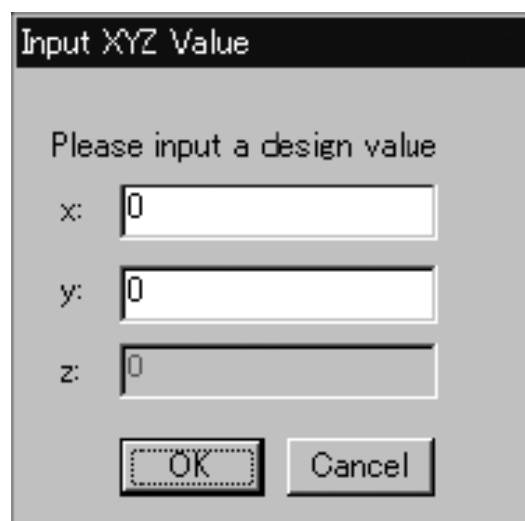 Input XYZ Value
Please input a design value
x: 0
y: 0
z: 0
OK Cancel